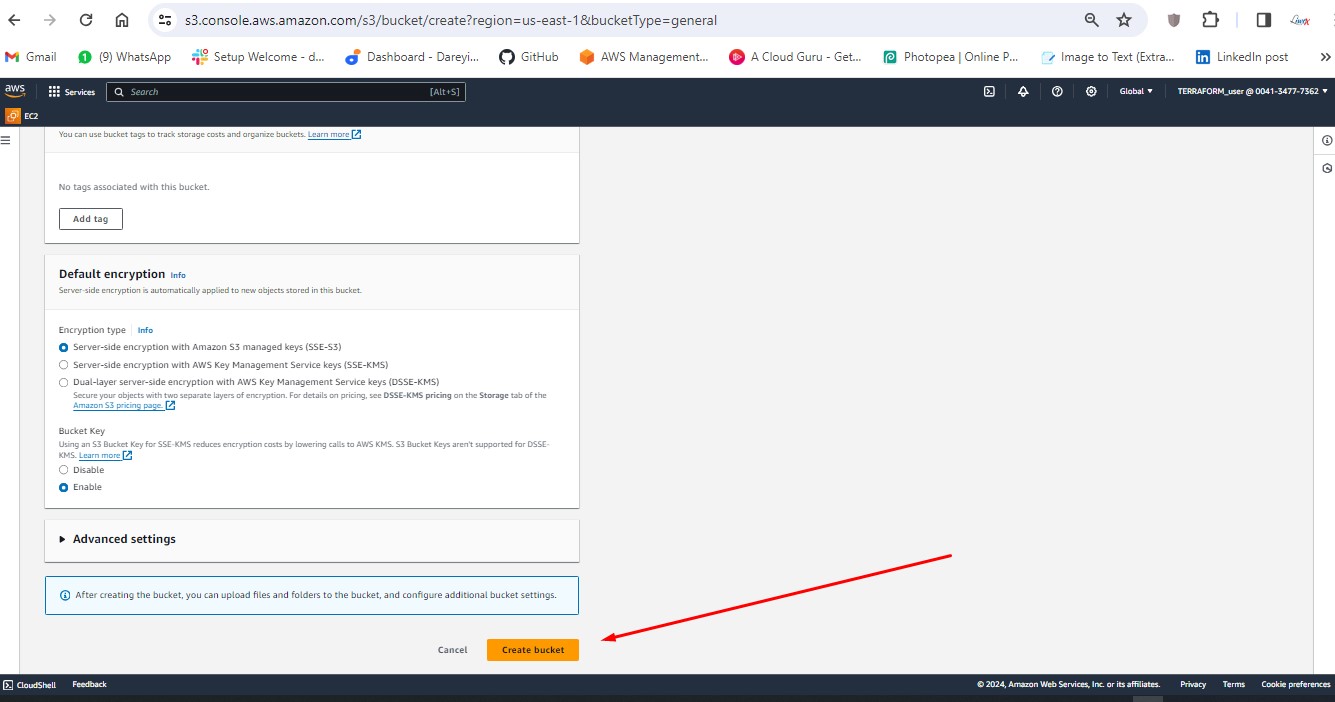 s3.console.aws.amazon.com/s3/bucket/create?region=us-east-1&bucketType=general
Gmail
1 (9) WhatsApp
Setup Welcome - d...
Dashboard - Dareyi...
GitHub
AWS Management...
A Cloud Guru - Get...
Photopea | Online P...
Image to Text (Extra...
in LinkedIn post
aws
Services
Search
[Alt+S]
Global
TERRAFORM_user @ 0041-3477-7362
EC2
You can use bucket tags to track storage costs and organize buckets. Learn more
No tags associated with this bucket.
Add tag
Default encryption Info
Server-side encryption is automatically applied to new objects stored in this bucket.
Encryption type Info
Server-side encryption with Amazon S3 managed keys (SSE-S3)
Server-side encryption with AWS Key Management Service keys (SSE-KMS)
Dual-layer server-side encryption with AWS Key Management Service keys (DSSE-KMS)
Secure your objects with two separate layers of encryption. For details on pricing, see DSSE-KMS pricing on the Storage tab of the
Amazon S3 pricing page.
Bucket Key
Using an S3 Bucket Key for SSE-KMS reduces encryption costs by lowering calls to AWS KMS. S3 Bucket Keys aren't supported for DSSE-
KMS. Learn more
Disable
Enable
Advanced settings
After creating the bucket, you can upload files and folders to the bucket, and configure additional bucket settings.
Cancel
Create bucket
CloudShell
Feedback
© 2024, Amazon Web Services, Inc. or its affiliates.
Privacy
Terms
Cookie preferences